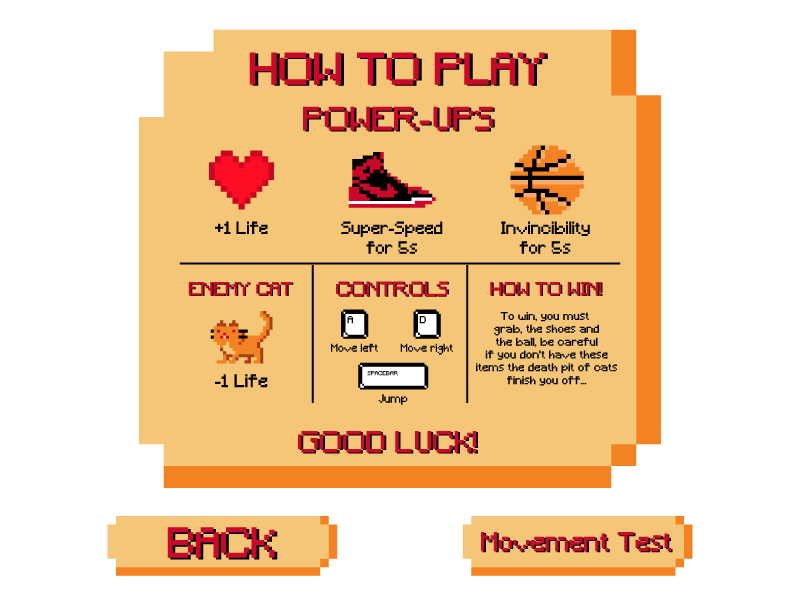 HOW TO PLAY
POWER-UPS
+1 Life
Super-Speed
for 5s
Invincibility
for 5s
ENEMY CAT
-1 Life
CONTROLS
A
D
Move left
Move right
SPACEBAR
Jump
HOW TO WIN!
To win, you must
grab, the shoes and
the ball, be careful
if you don't have these
items the death pit of cats
finish you off...
GOOD LUCK!
BACK
Movement Test